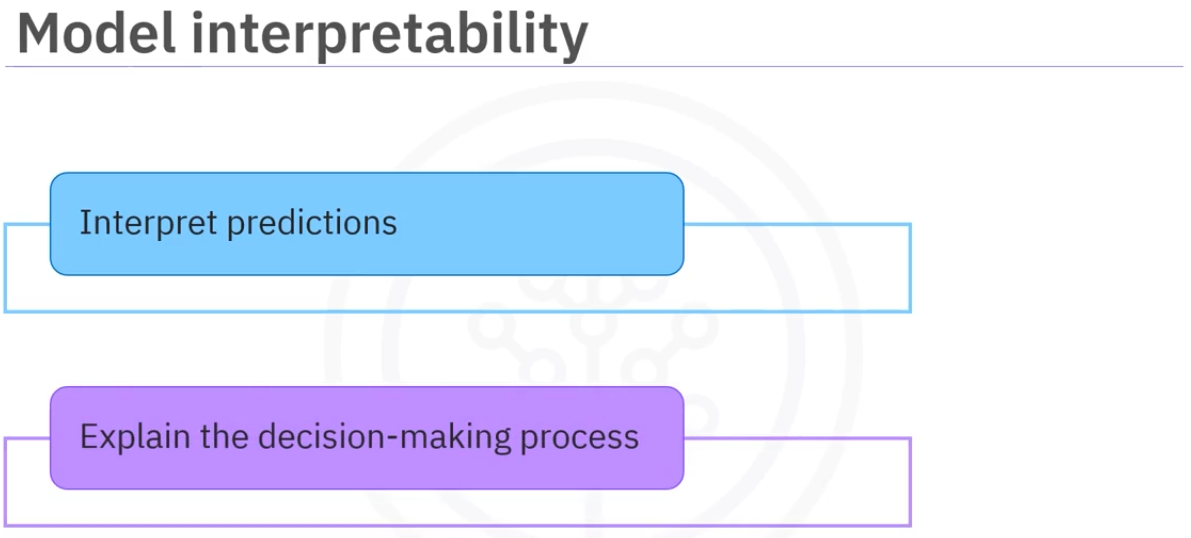 Model interpretability
Interpret predictions
Explain the decision-making process